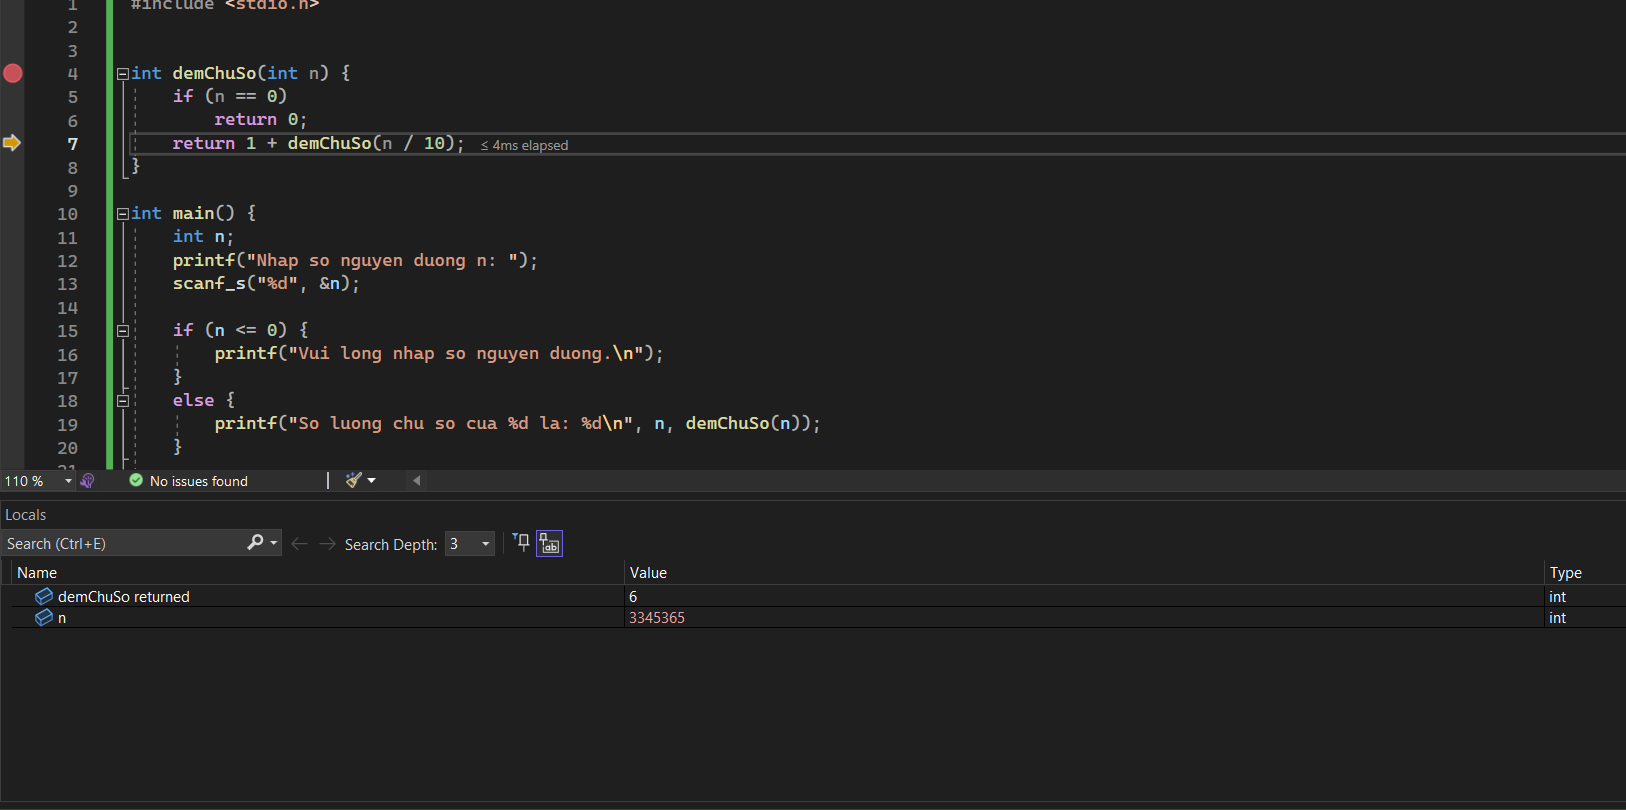 1 #include <stdio.h>
2
3
4 int demChuSo(int n) {
5 if (n == 0)
6 return 0;
7 return 1 + demChuSo(n / 10); ≤ 4ms elapsed
8 }
9
10 int main() {
11 int n;
12 printf("Nhap so nguyen duong n: ");
13 scanf_s("%d", &n);
14
15 if (n <= 0) {
16 printf("Vui long nhap so nguyen duong.\n");
17 }
18 else {
19 printf("So luong chu so cua %d la: %d\n", n, demChuSo(n));
20 }
21
110 % No issues found
Locals
Search (Ctrl+E) Search Depth: 3
Name Value Type
demChuSo returned 6 int
n 3345365 int